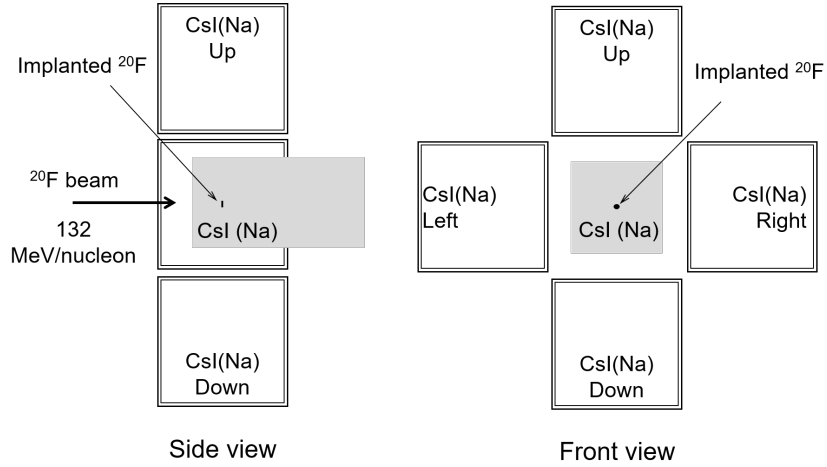 CsI(Na)
Up
Implanted ²⁰F
²⁰F beam
132
MeV/nucleon
CsI (Na)
CsI(Na)
Down
Side view
CsI(Na)
Up
Implanted ²⁰F
CsI(Na)
Left
CsI (Na)
CsI(Na)
Right
CsI(Na)
Down
Front view